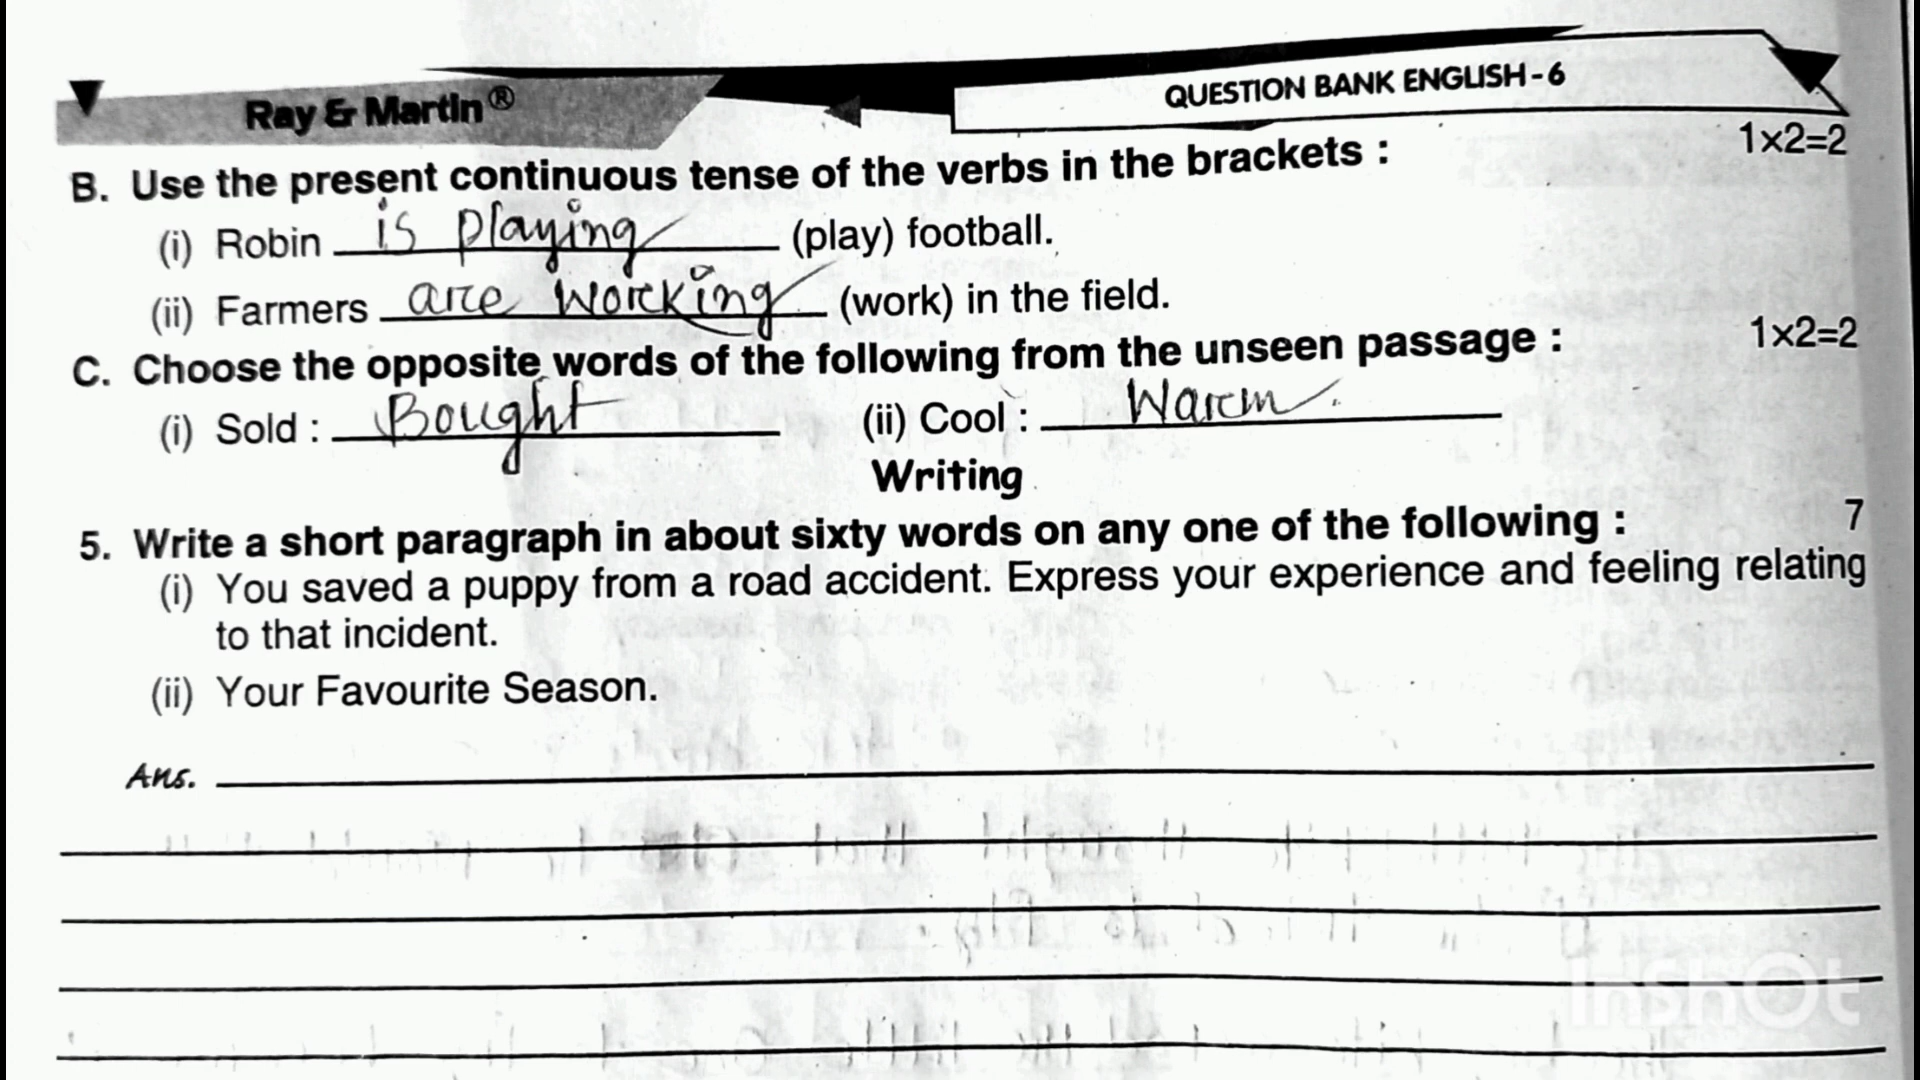 Ray & Martin®
QUESTION BANK ENGLISH-6
B. Use the present continuous tense of the verbs in the brackets : 1×2=2
(i) Robin is playing (play) football.
(ii) Farmers are working (work) in the field.
C. Choose the opposite words of the following from the unseen passage : 1×2=2
(i) Sold : Bought (ii) Cool : Warm
Writing
5. Write a short paragraph in about sixty words on any one of the following : 7
(i) You saved a puppy from a road accident. Express your experience and feeling relating
to that incident.
(ii) Your Favourite Season.
Ans.
InShOt